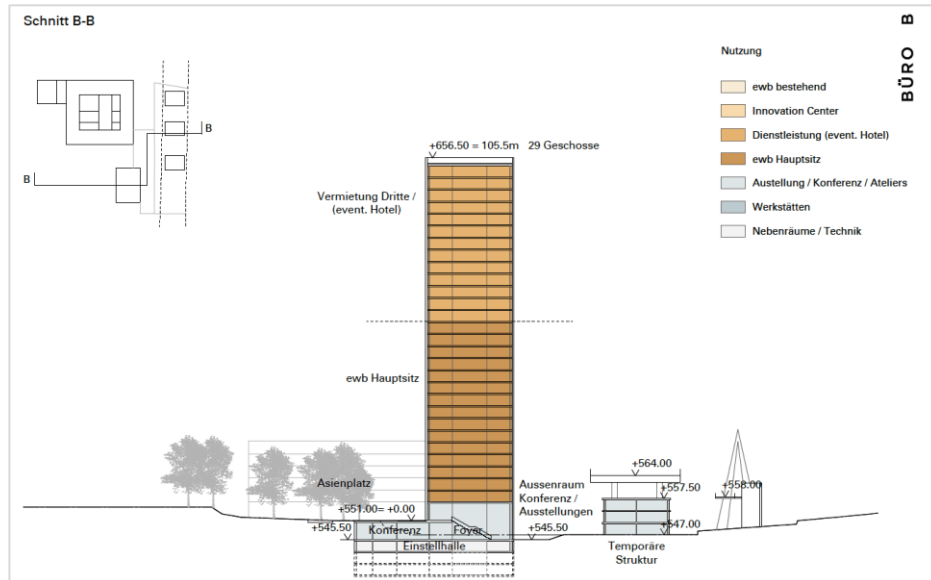 Schnitt B-B
BÜRO B
Nutzung
ewb bestehend
Innovation Center
Dienstleistung (event. Hotel)
ewb Hauptsitz
Austellung / Konferenz / Ateliers
Werkstätten
Nebenräume / Technik
B
B
+656.50 = 105.5m 29 Geschosse
Vermietung Dritte /
(event. Hotel)
ewb Hauptsitz
Asienplatz
+551.00= +0.00
+545.50
Konferenz
Foyer
Einstellhalle
Aussenraum
Konferenz /
Ausstellungen
+545.50
+564.00
+557.50
+558.00
+547.00
Temporäre
Struktur